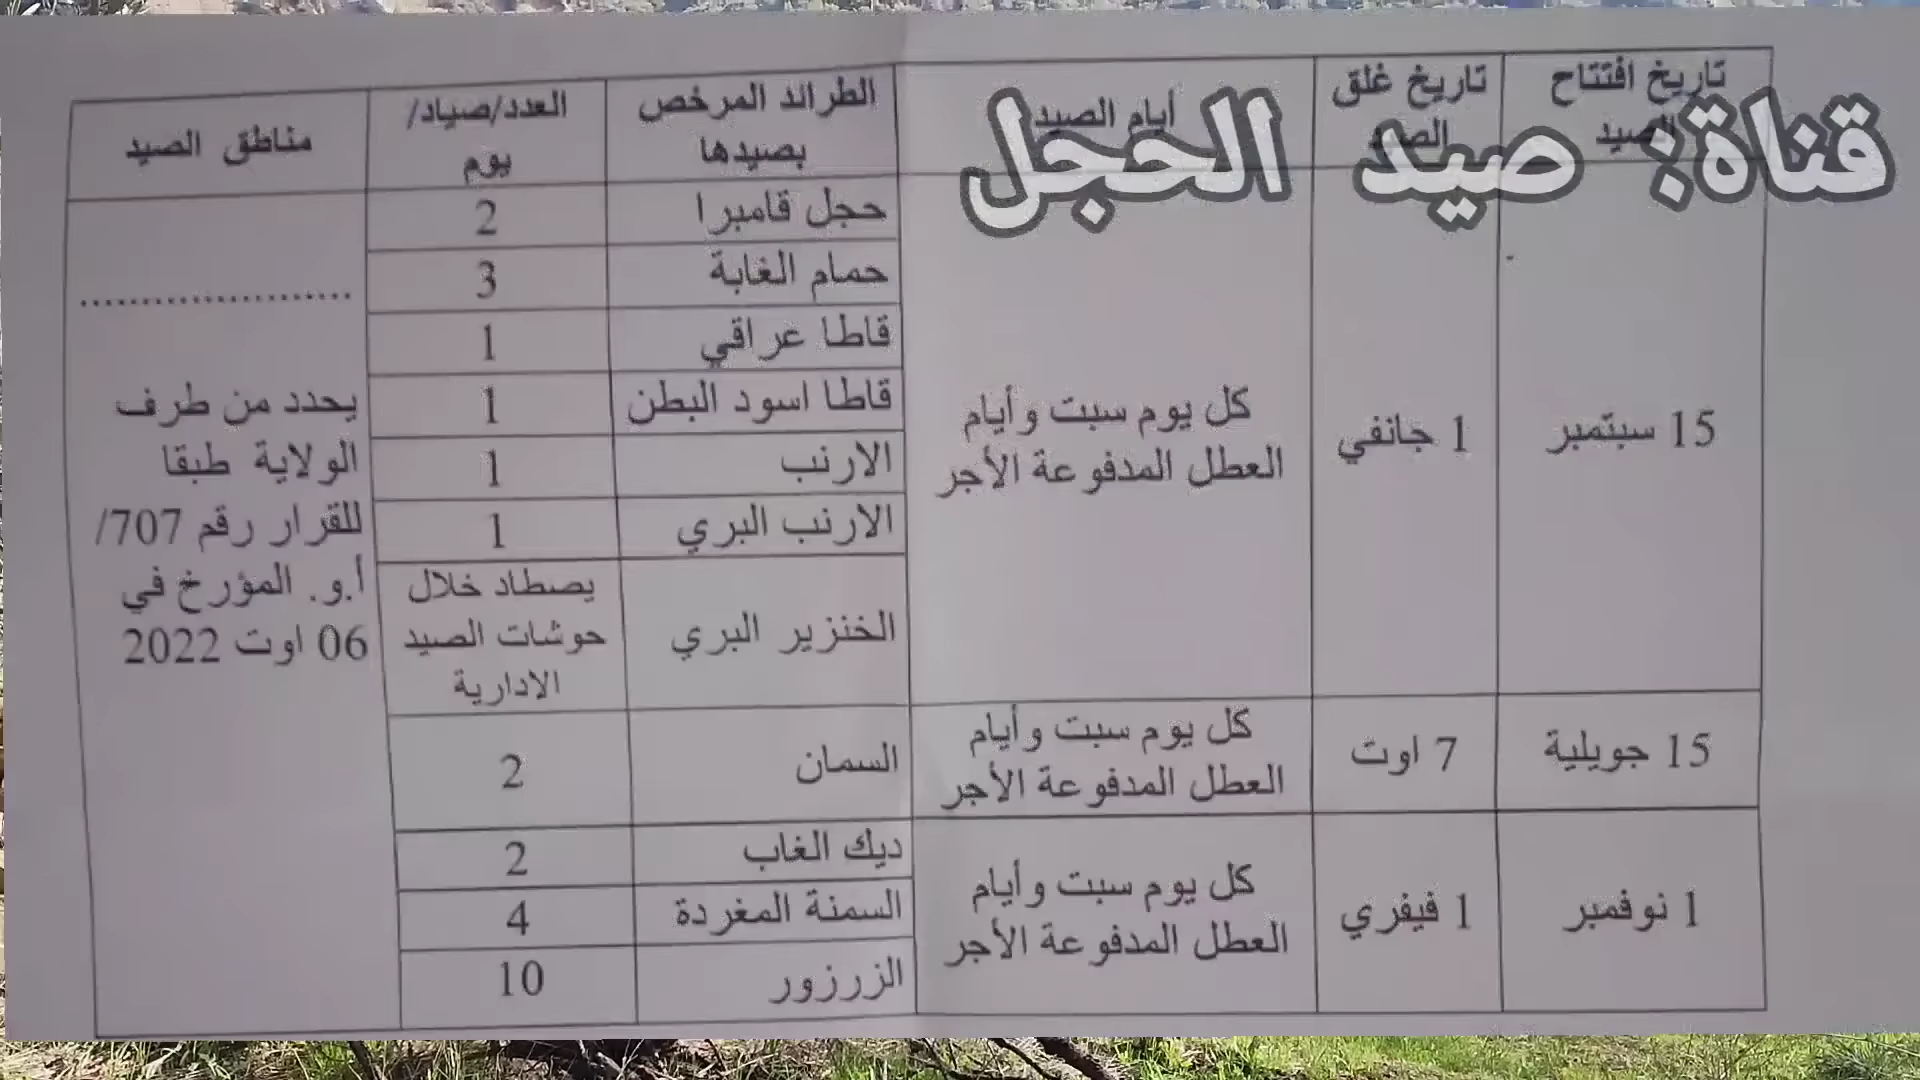 قناة: صيد الحجل
تاريخ افتتاح
الصيد
تاريخ غلق
الصيد
أيام الصيد
الطرائد المرخص
بصيدها
العدد/صياد/
يوم
مناطق الصيد
15 سبتمبر
1 جانفي
كل يوم سبت وأيام
العطل المدفوعة الأجر
حجل قامبرا
2
حمام الغابة
3
قاطا عراقي
1
قاطا اسود البطن
1
الارنب
1
الارنب البري
1
الخنزير البري
يصطاد خلال
حوشات الصيد
الادارية
15 جويلية
7 اوت
كل يوم سبت وأيام
العطل المدفوعة الأجر
السمان
2
1 نوفمبر
1 فيفري
كل يوم سبت وأيام
العطل المدفوعة الأجر
ديك الغاب
2
السمنة المغردة
4
الزرزور
10
......................
يحدد من طرف
الولاية طبقا
للقرار رقم 707/
أ.و. المؤرخ في
06 اوت 2022